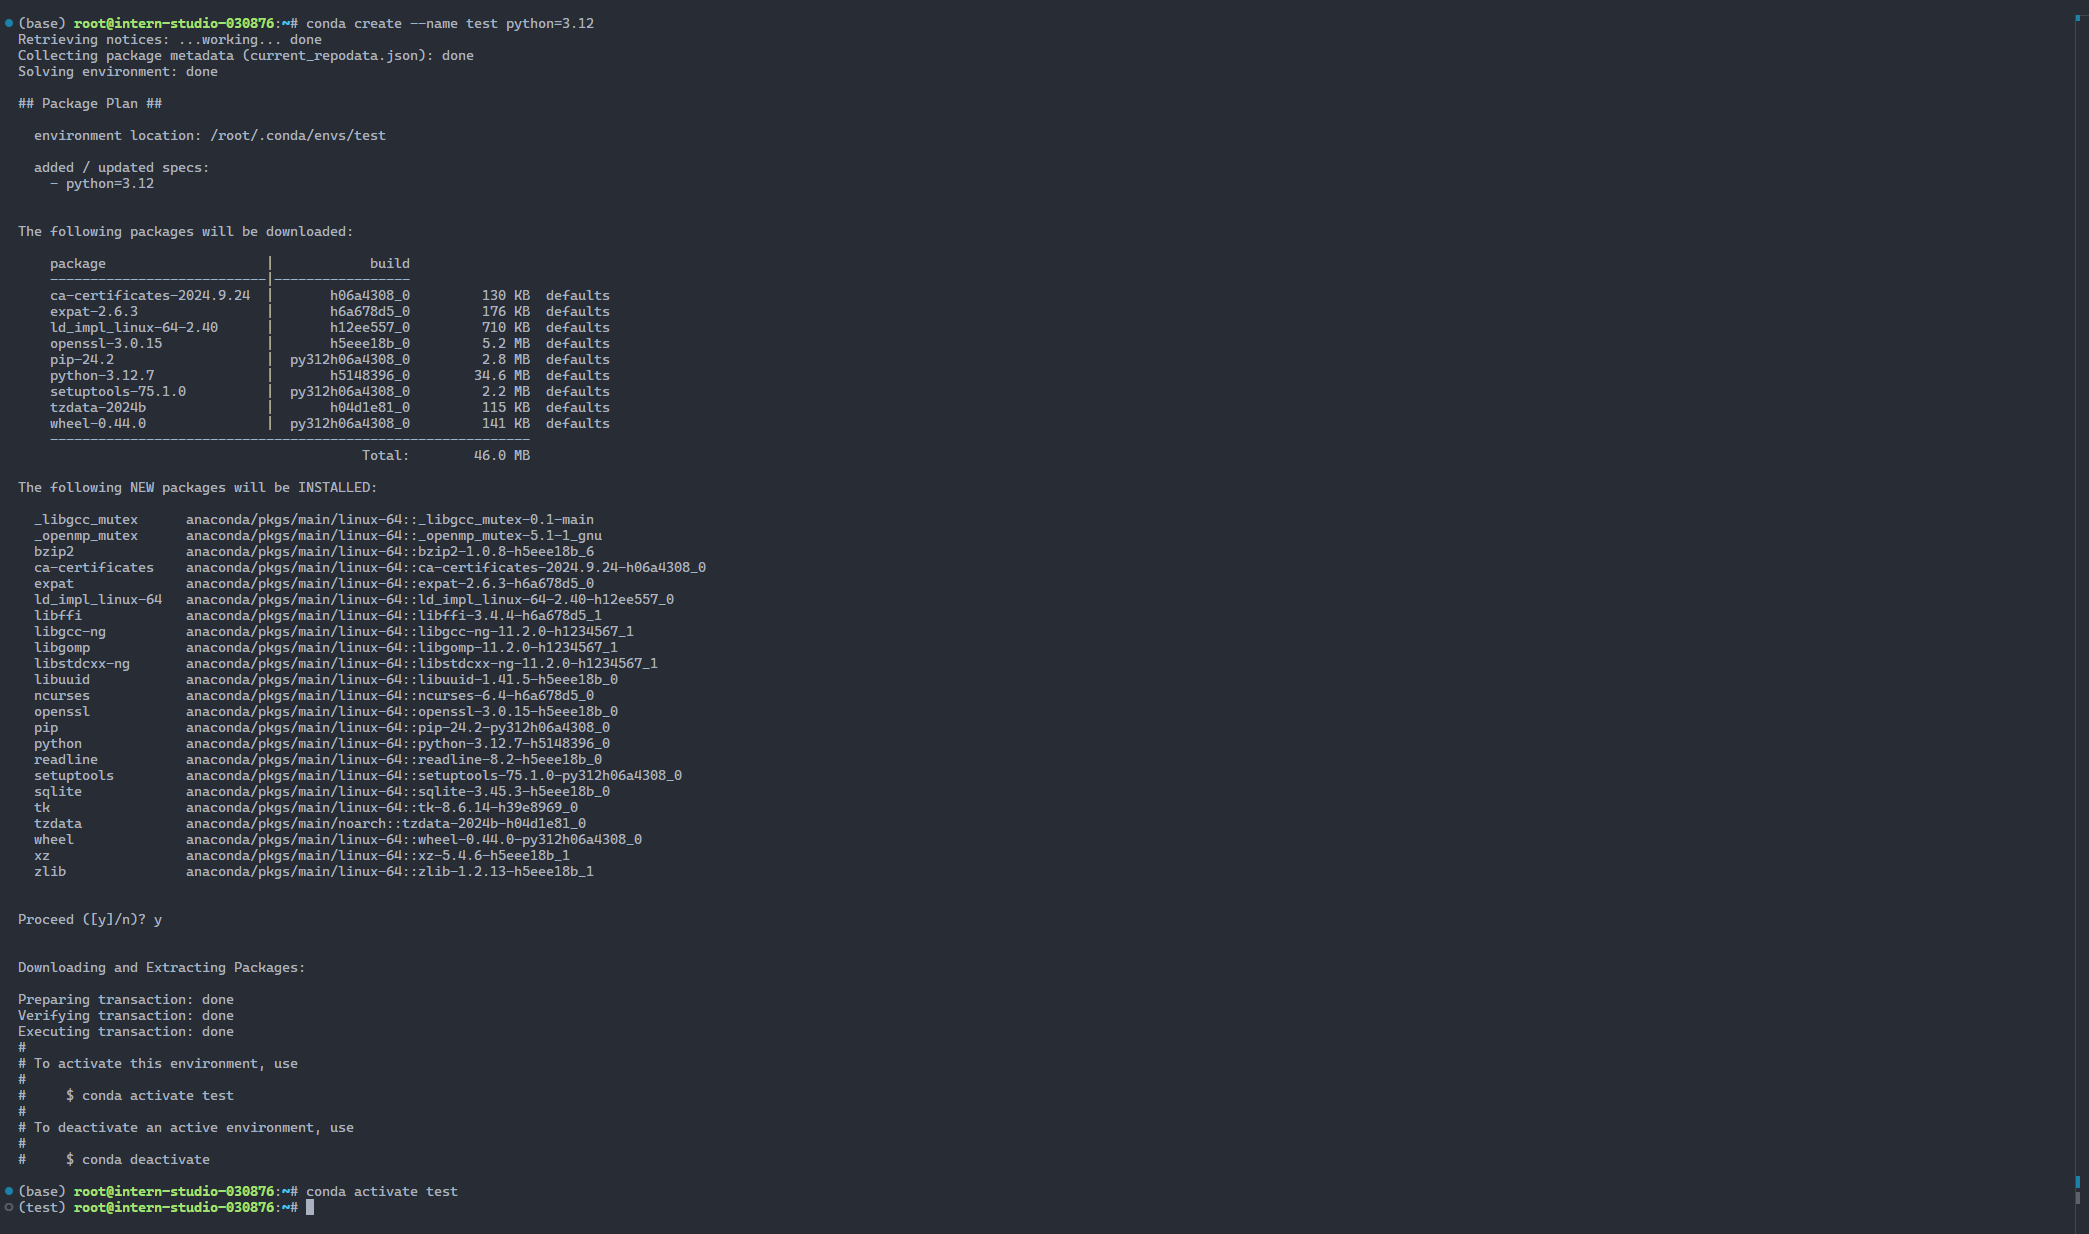 (base) root@intern-studio-030876:~# conda create --name test python=3.12
Retrieving notices: ...working... done
Collecting package metadata (current_repodata.json): done
Solving environment: done
## Package Plan ##
environment location: /root/.conda/envs/test
added / updated specs:
- python=3.12
The following packages will be downloaded:
package | build
---------------------------|-----------------
ca-certificates-2024.9.24 | h06a4308_0 130 KB defaults
expat-2.6.3 | h6a678d5_0 176 KB defaults
ld_impl_linux-64-2.40 | h12ee557_0 710 KB defaults
openssl-3.0.15 | h5eee18b_0 5.2 MB defaults
pip-24.2 | py312h06a4308_0 2.8 MB defaults
python-3.12.7 | h5148396_0 34.6 MB defaults
setuptools-75.1.0 | py312h06a4308_0 2.2 MB defaults
tzdata-2024b | h04d1e81_0 115 KB defaults
wheel-0.44.0 | py312h06a4308_0 141 KB defaults
------------------------------------------------------------
Total: 46.0 MB
The following NEW packages will be INSTALLED:
_libgcc_mutex anaconda/pkgs/main/linux-64::_libgcc_mutex-0.1-main
_openmp_mutex anaconda/pkgs/main/linux-64::_openmp_mutex-5.1-1_gnu
bzip2 anaconda/pkgs/main/linux-64::bzip2-1.0.8-h5eee18b_6
ca-certificates anaconda/pkgs/main/linux-64::ca-certificates-2024.9.24-h06a4308_0
expat anaconda/pkgs/main/linux-64::expat-2.6.3-h6a678d5_0
ld_impl_linux-64 anaconda/pkgs/main/linux-64::ld_impl_linux-64-2.40-h12ee557_0
libffi anaconda/pkgs/main/linux-64::libffi-3.4.4-h6a678d5_1
libgcc-ng anaconda/pkgs/main/linux-64::libgcc-ng-11.2.0-h1234567_1
libgomp anaconda/pkgs/main/linux-64::libgomp-11.2.0-h1234567_1
libstdcxx-ng anaconda/pkgs/main/linux-64::libstdcxx-ng-11.2.0-h1234567_1
libuuid anaconda/pkgs/main/linux-64::libuuid-1.41.5-h5eee18b_0
ncurses anaconda/pkgs/main/linux-64::ncurses-6.4-h6a678d5_0
openssl anaconda/pkgs/main/linux-64::openssl-3.0.15-h5eee18b_0
pip anaconda/pkgs/main/linux-64::pip-24.2-py312h06a4308_0
python anaconda/pkgs/main/linux-64::python-3.12.7-h5148396_0
readline anaconda/pkgs/main/linux-64::readline-8.2-h5eee18b_0
setuptools anaconda/pkgs/main/linux-64::setuptools-75.1.0-py312h06a4308_0
sqlite anaconda/pkgs/main/linux-64::sqlite-3.45.3-h5eee18b_0
tk anaconda/pkgs/main/linux-64::tk-8.6.14-h39e8969_0
tzdata anaconda/pkgs/main/noarch::tzdata-2024b-h04d1e81_0
wheel anaconda/pkgs/main/linux-64::wheel-0.44.0-py312h06a4308_0
xz anaconda/pkgs/main/linux-64::xz-5.4.6-h5eee18b_1
zlib anaconda/pkgs/main/linux-64::zlib-1.2.13-h5eee18b_1
Proceed ([y]/n)? y
Downloading and Extracting Packages:
Preparing transaction: done
Verifying transaction: done
Executing transaction: done
#
# To activate this environment, use
#
# $ conda activate test
#
# To deactivate an active environment, use
#
# $ conda deactivate
(base) root@intern-studio-030876:~# conda activate test
(test) root@intern-studio-030876:~#